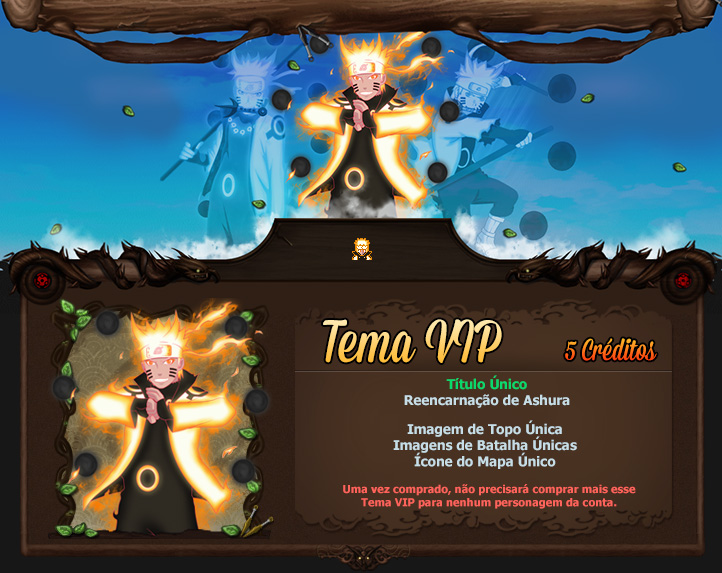 Tema VIP
5 Créditos
Título Único
Reencarnação de Ashura
Imagem de Topo Única
Imagens de Batalha Únicas
Ícone do Mapa Único
Uma vez comprado, não precisará comprar mais esse
Tema VIP para nenhum personagem da conta.